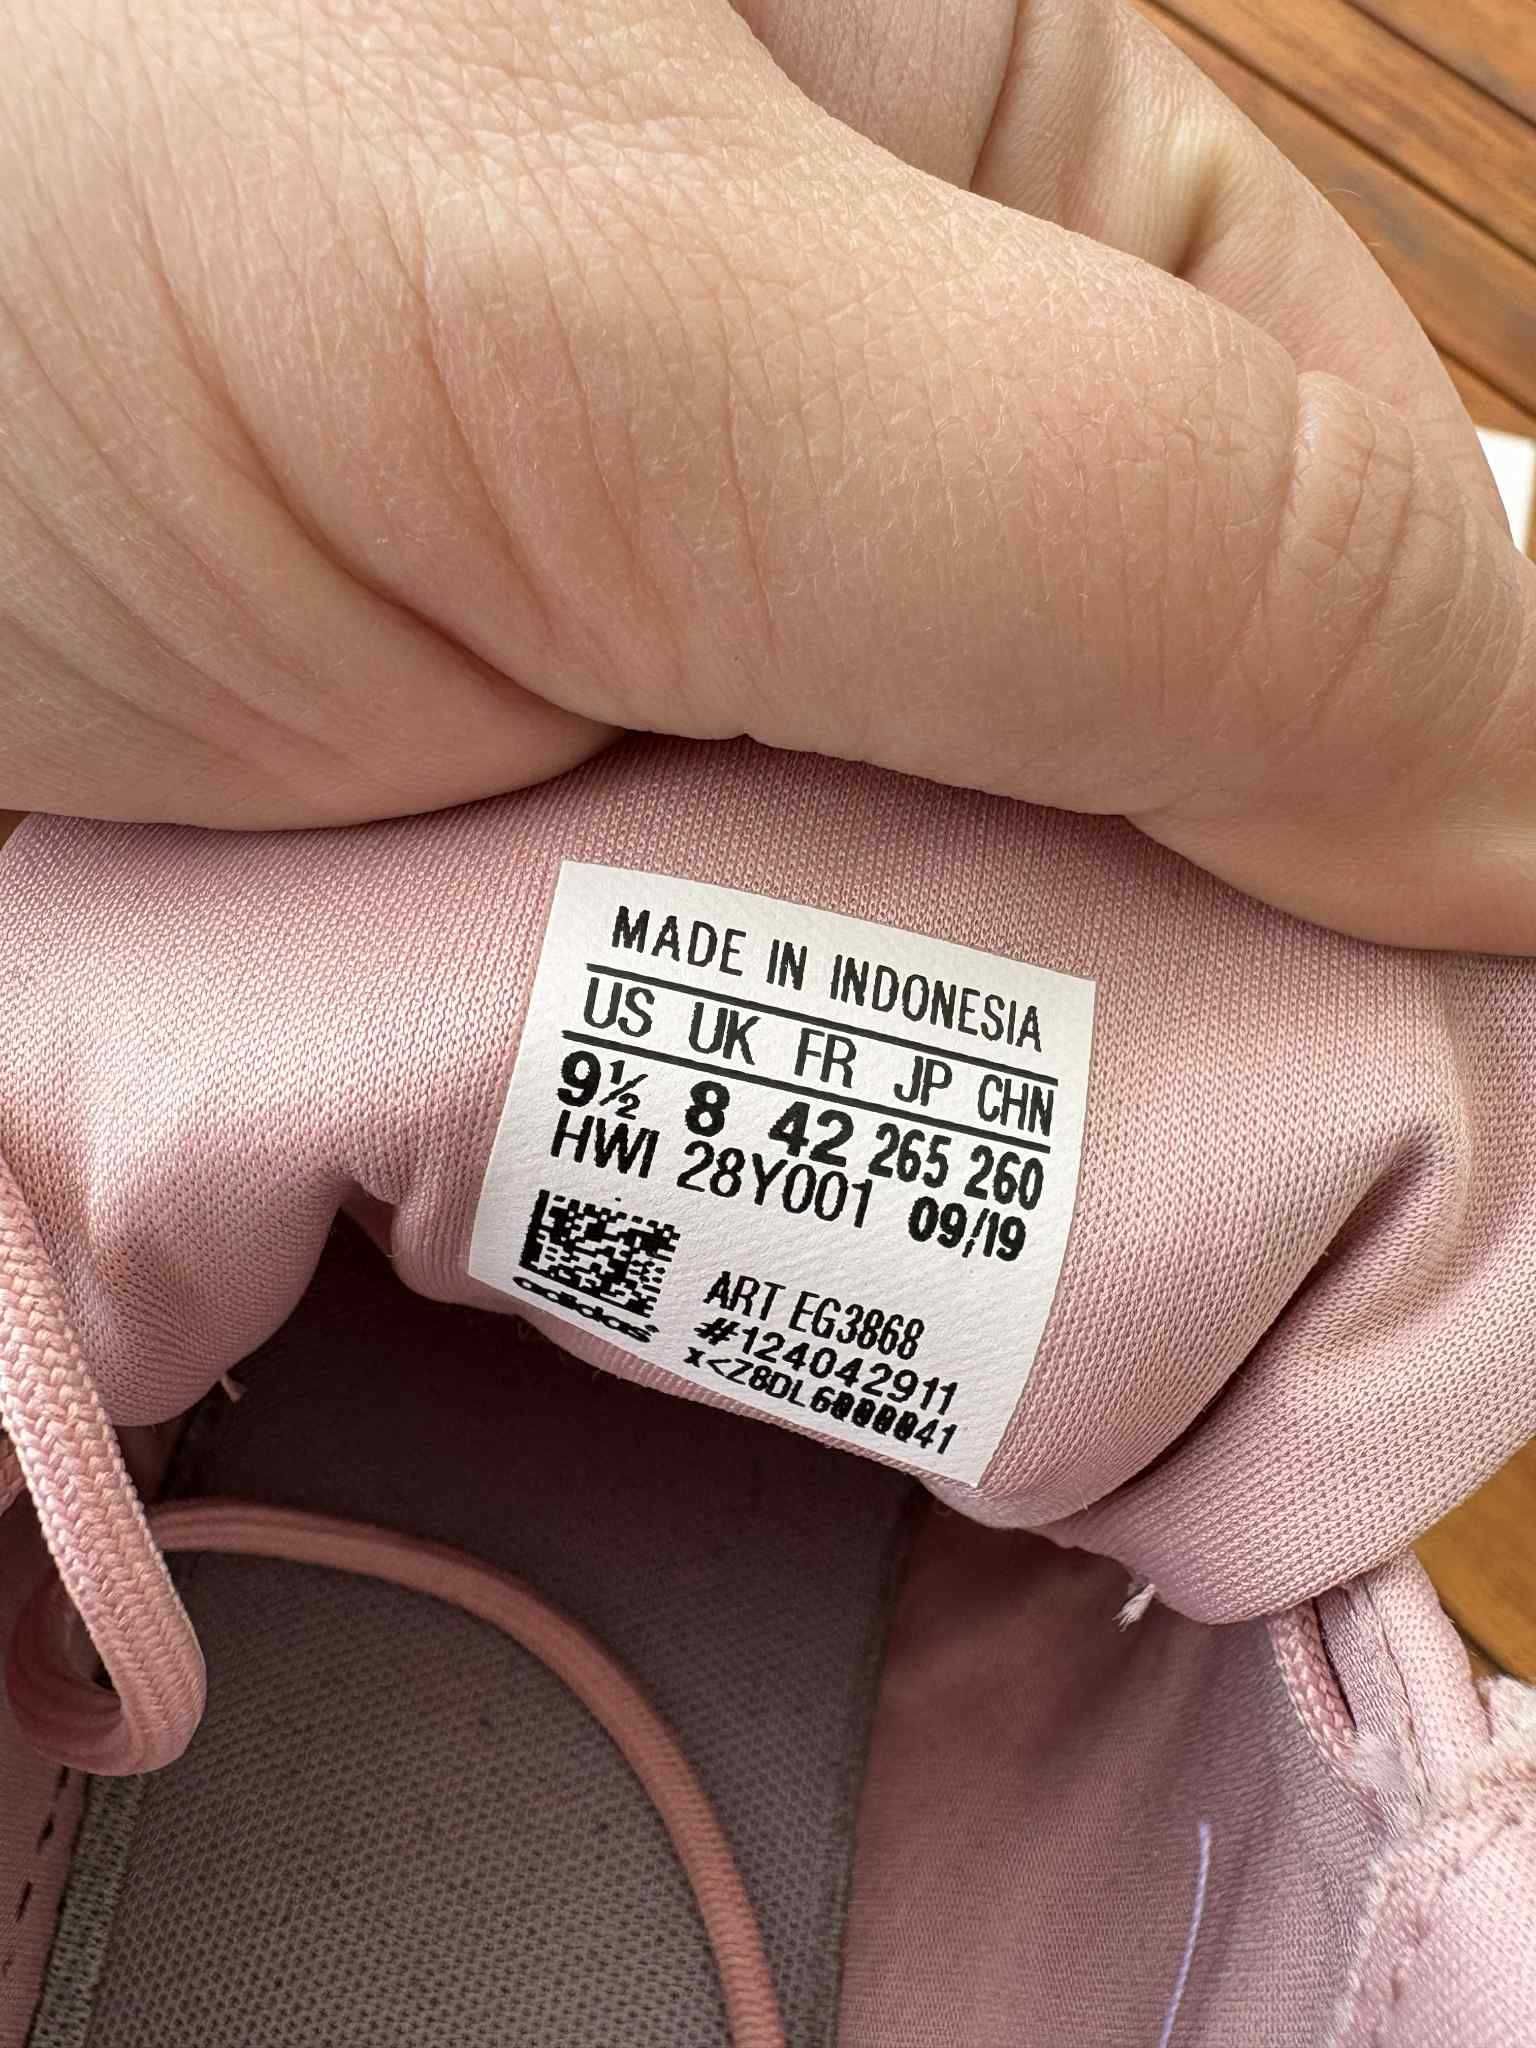 MADE IN INDONESIA
US UK FR JP CHN
9½ 8 42 265 260
HWI 28Y001 09/19
ART EG3868
#124042911
adidas